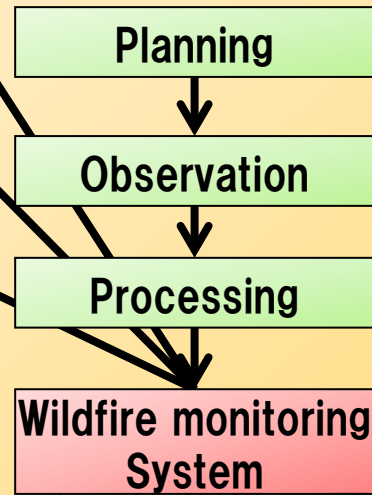 Planning
Observation
Processing
Wildfire monitoring
System